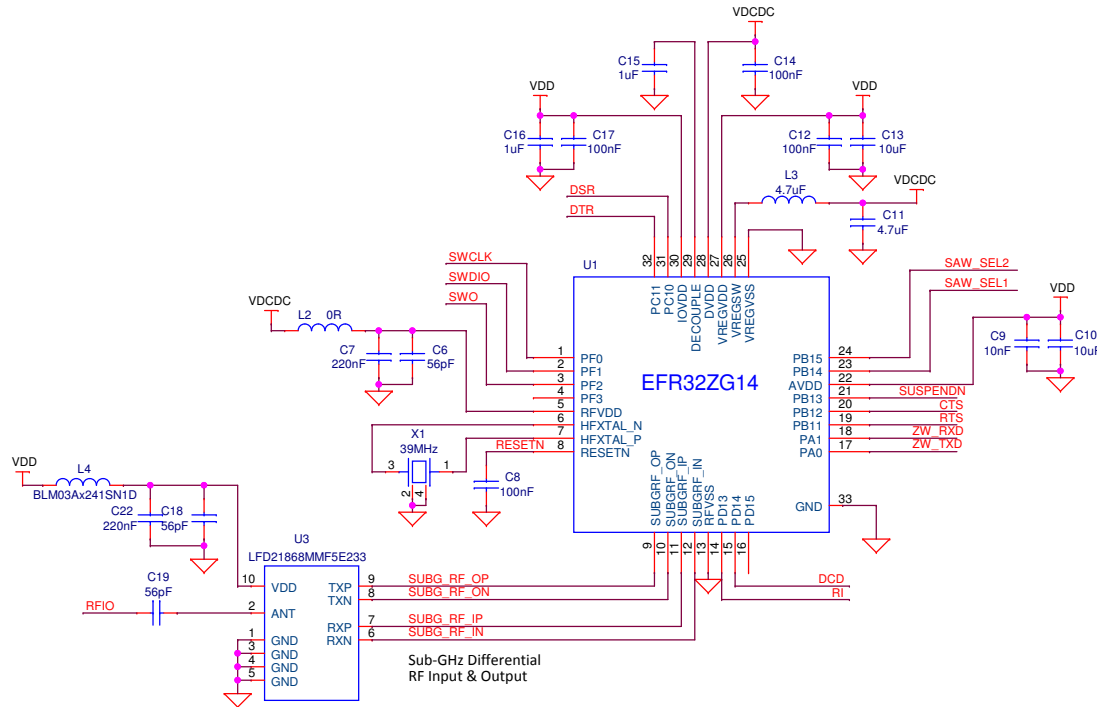 VDCDC
C15
1uF
C14
100nF
VDD
VDD
C16
1uF
C17
100nF
C12
100nF
C13
10uF
L3
4.7uF
VDCDC
DSR
DTR
C11
4.7uF
32
31
30
29
28
27
26
25
U1
SWCLK
SWDIO
SWO
SAW_SEL2
SAW_SEL1
PC11
PC10
IOVDD
DECOUPLE
DVDD
VREGVDD
VREGSW
VREGVSS
VDCDC
VDD
L2 0R
C7
220nF
C6
56pF
C9
10nF
C10
10uF
EFR32ZG14
1 PF0
2 PF1
3 PF2
4 PF3
5 RFVDD
6 HFXTAL_N
7 HFXTAL_P
8 RESETN
PB15 24
PB14 23
AVDD 22
PB13 21 SUSPENDN
PB12 20 CTS
PB11 19 RTS
PA1 18 ZW_RXD
PA0 17 ZW_TXD
X1
39MHz
3 1
2
4
RESETN
C8
100nF
SUBGRF_OP
SUBGRF_ON
SUBGRF_IP
SUBGRF_IN
RFVSS
PD13
PD14
PD15
GND 33
9
10
11
12
13
14
15
16
VDD
L4
BLM03Ax241SN1D
C22
220nF
C18
56pF
U3
LFD21868MMF5E233
C19
56pF
RFIO
10 VDD
2 ANT
1 GND
3 GND
4 GND
5 GND
TXP 9 SUBG_RF_OP
TXN 8 SUBG_RF_ON
RXP 7 SUBG_RF_IP
RXN 6 SUBG_RF_IN
DCD
RI
Sub-GHz Differential
RF Input & Output